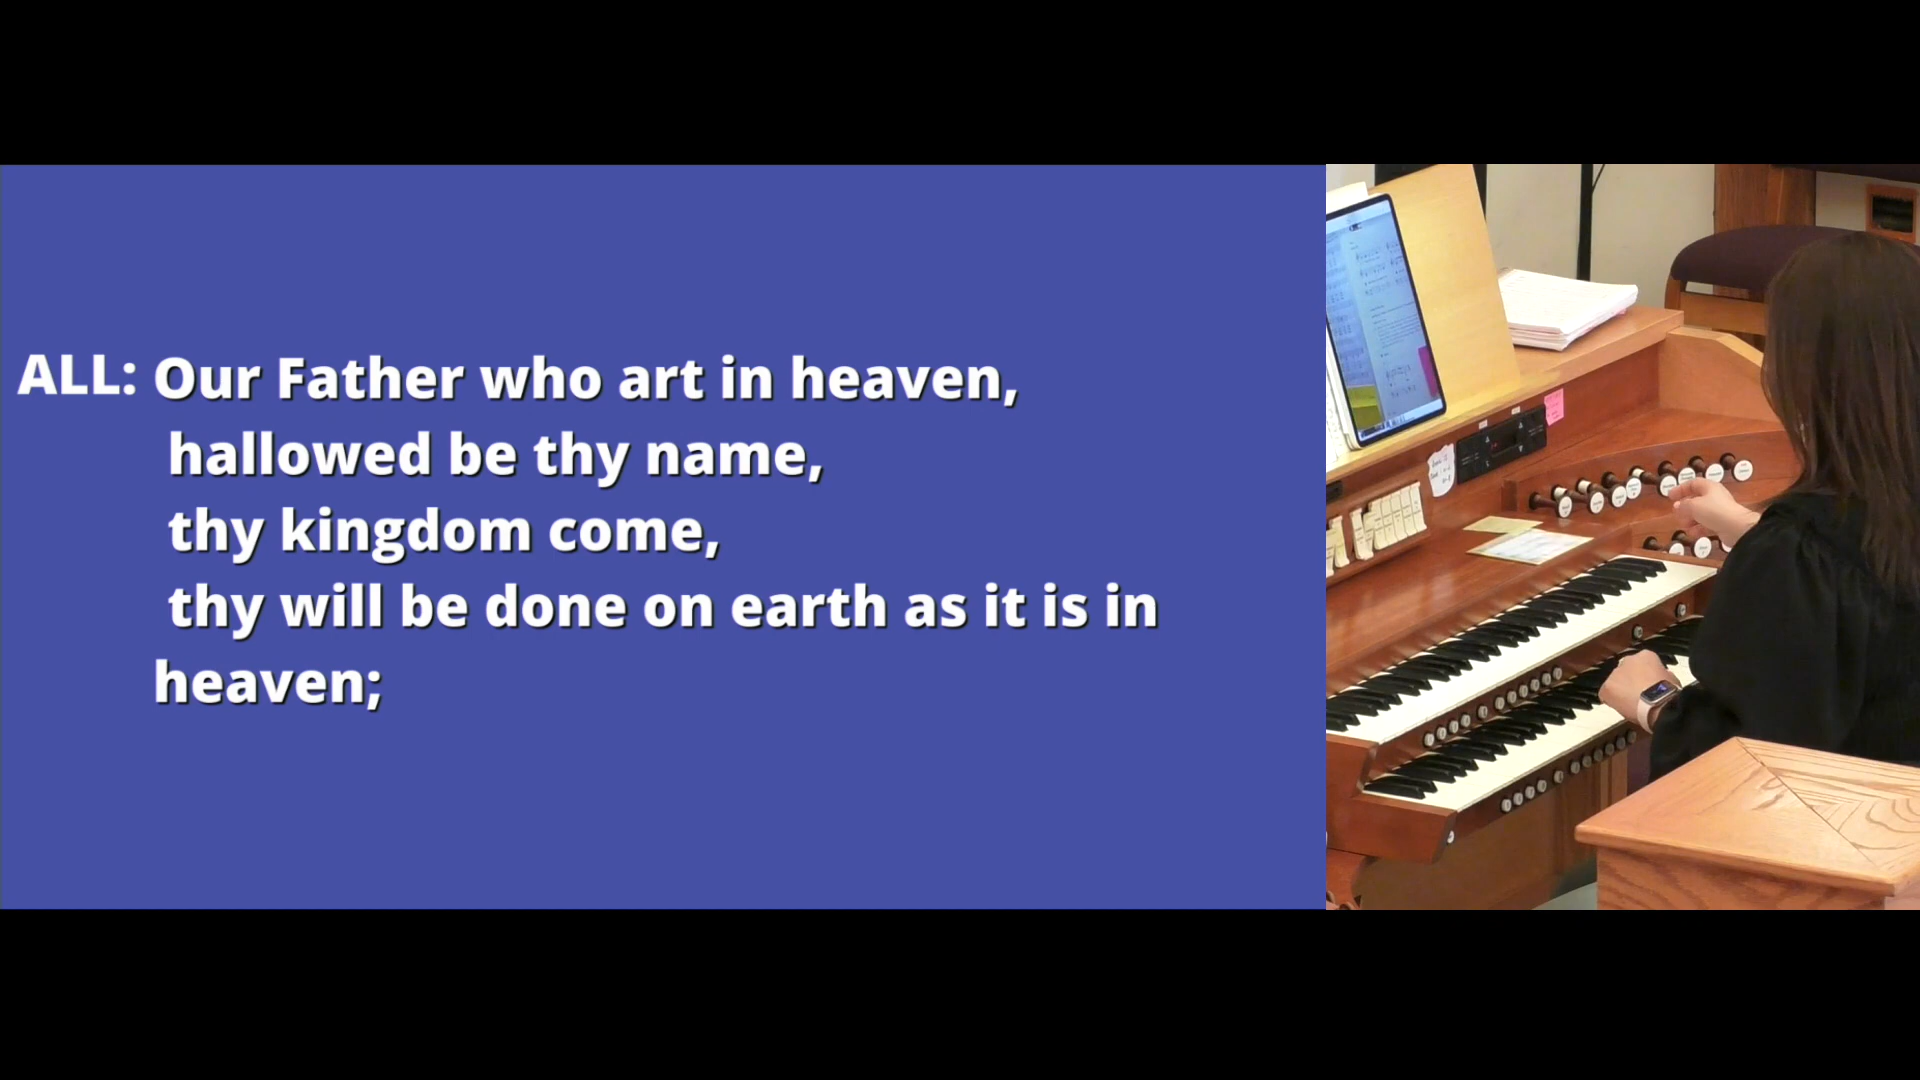 ALL: Our Father who art in heaven,
hallowed be thy name,
thy kingdom come,
thy will be done on earth as it is in
heaven;